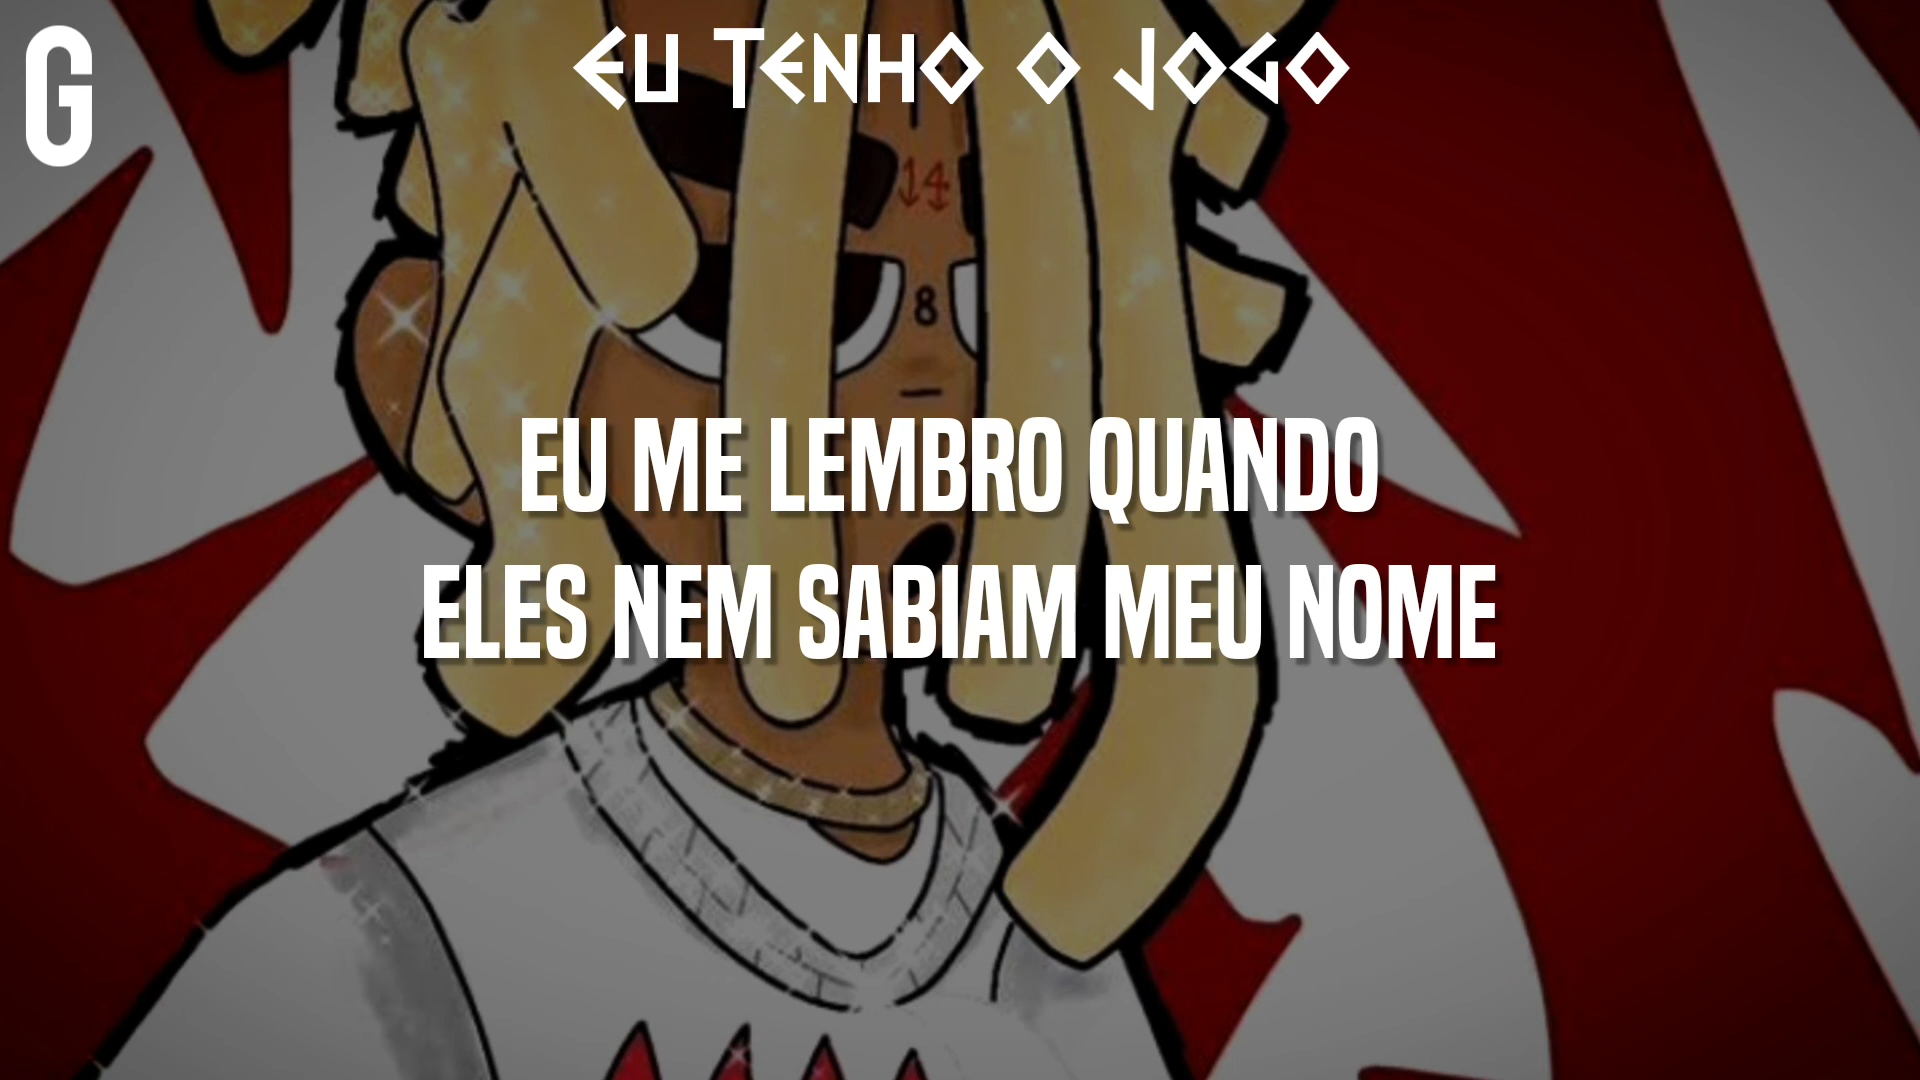 G
EU TENHO O JOGO
14
8
EU ME LEMBRO QUANDO
ELES NEM SABIAM MEU NOME